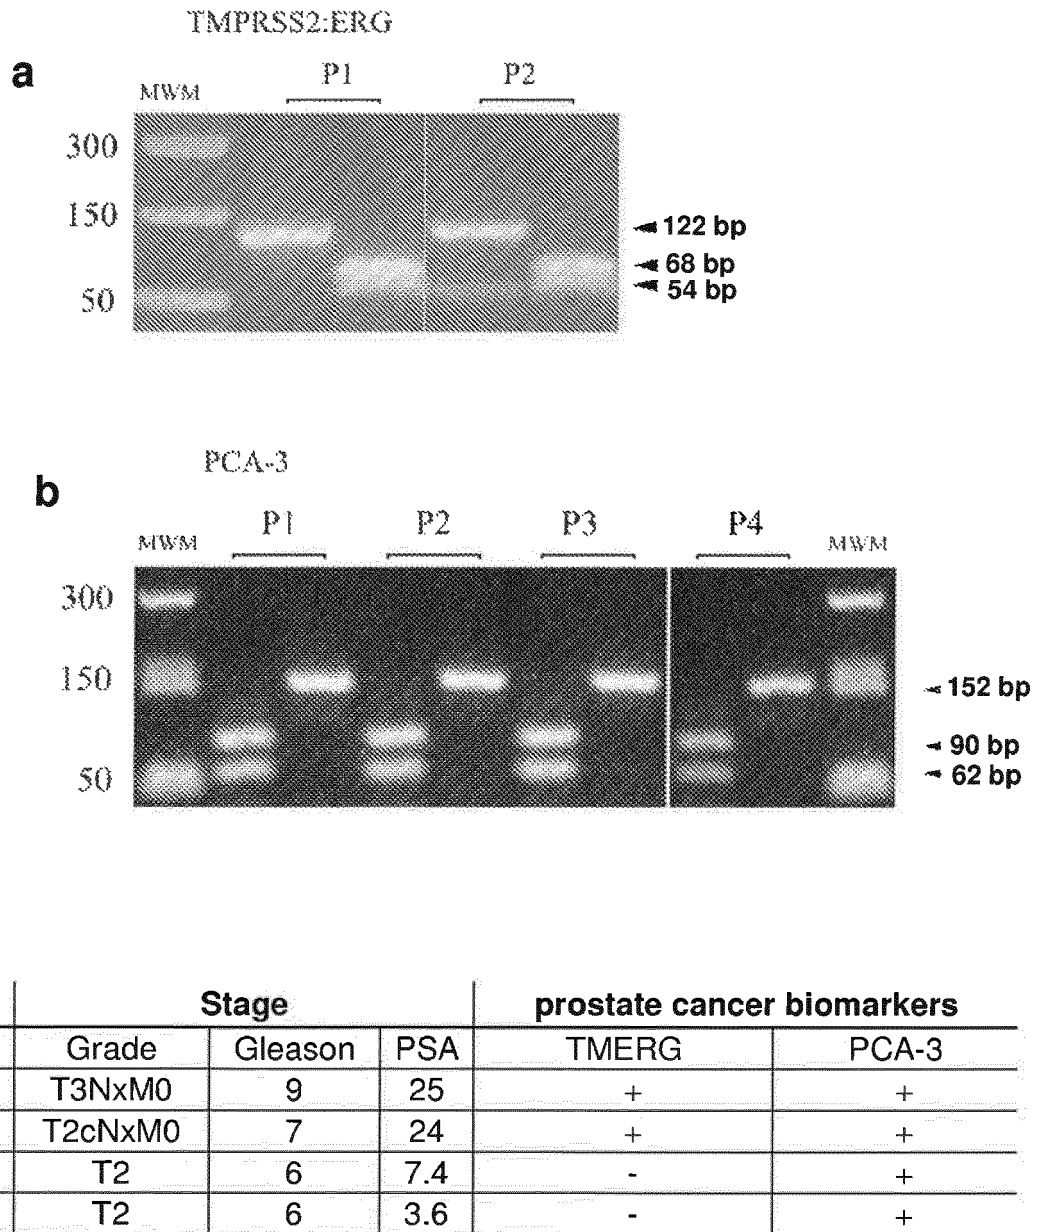 TMPRSS2:ERG
a
MWM P1 P2
300
150
50
122 bp
68 bp
54 bp
PCA-3
b
MWM P1 P2 P3 P4 MWM
300
150
50
152 bp
90 bp
62 bp
Stage prostate cancer biomarkers
Grade Gleason PSA TMERG PCA-3
T3NxM0 9 25 + +
T2cNxM0 7 24 + +
T2 6 7.4 - +
T2 6 3.6 - +